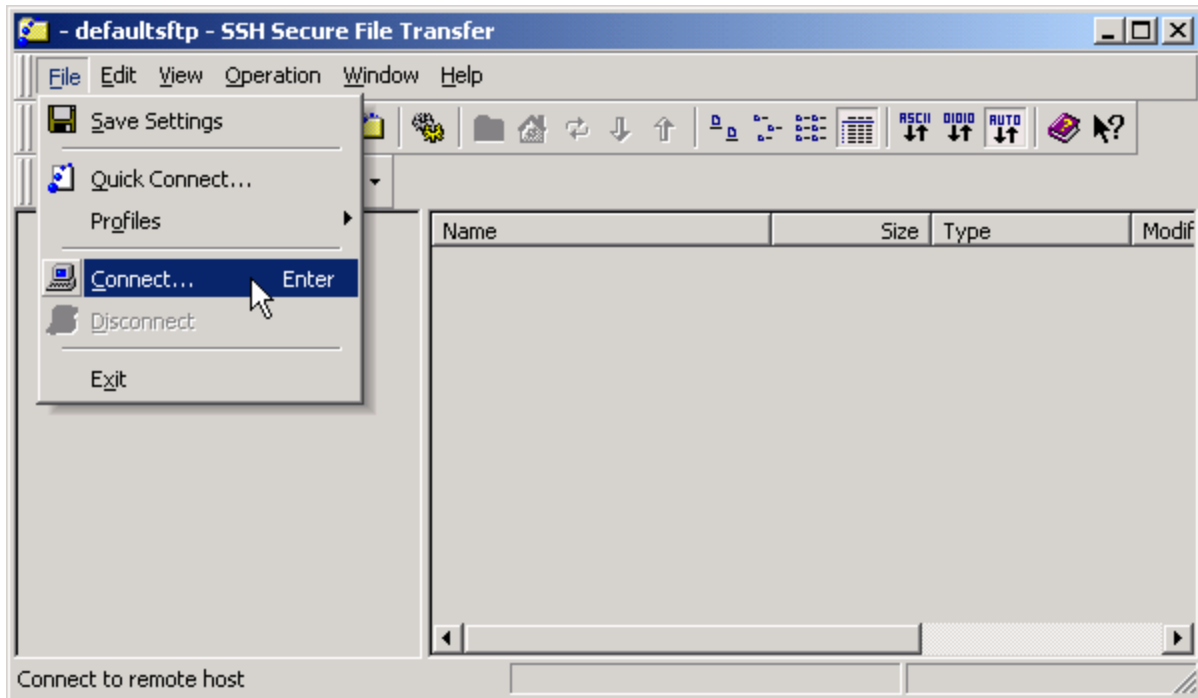 - defaultsftp - SSH Secure File Transfer
File Edit View Operation Window Help
Save Settings
ASCII 01010 AUTO
Quick Connect...
Profiles
Name Size Type Modif
Connect... Enter
Disconnect
Exit
Connect to remote host